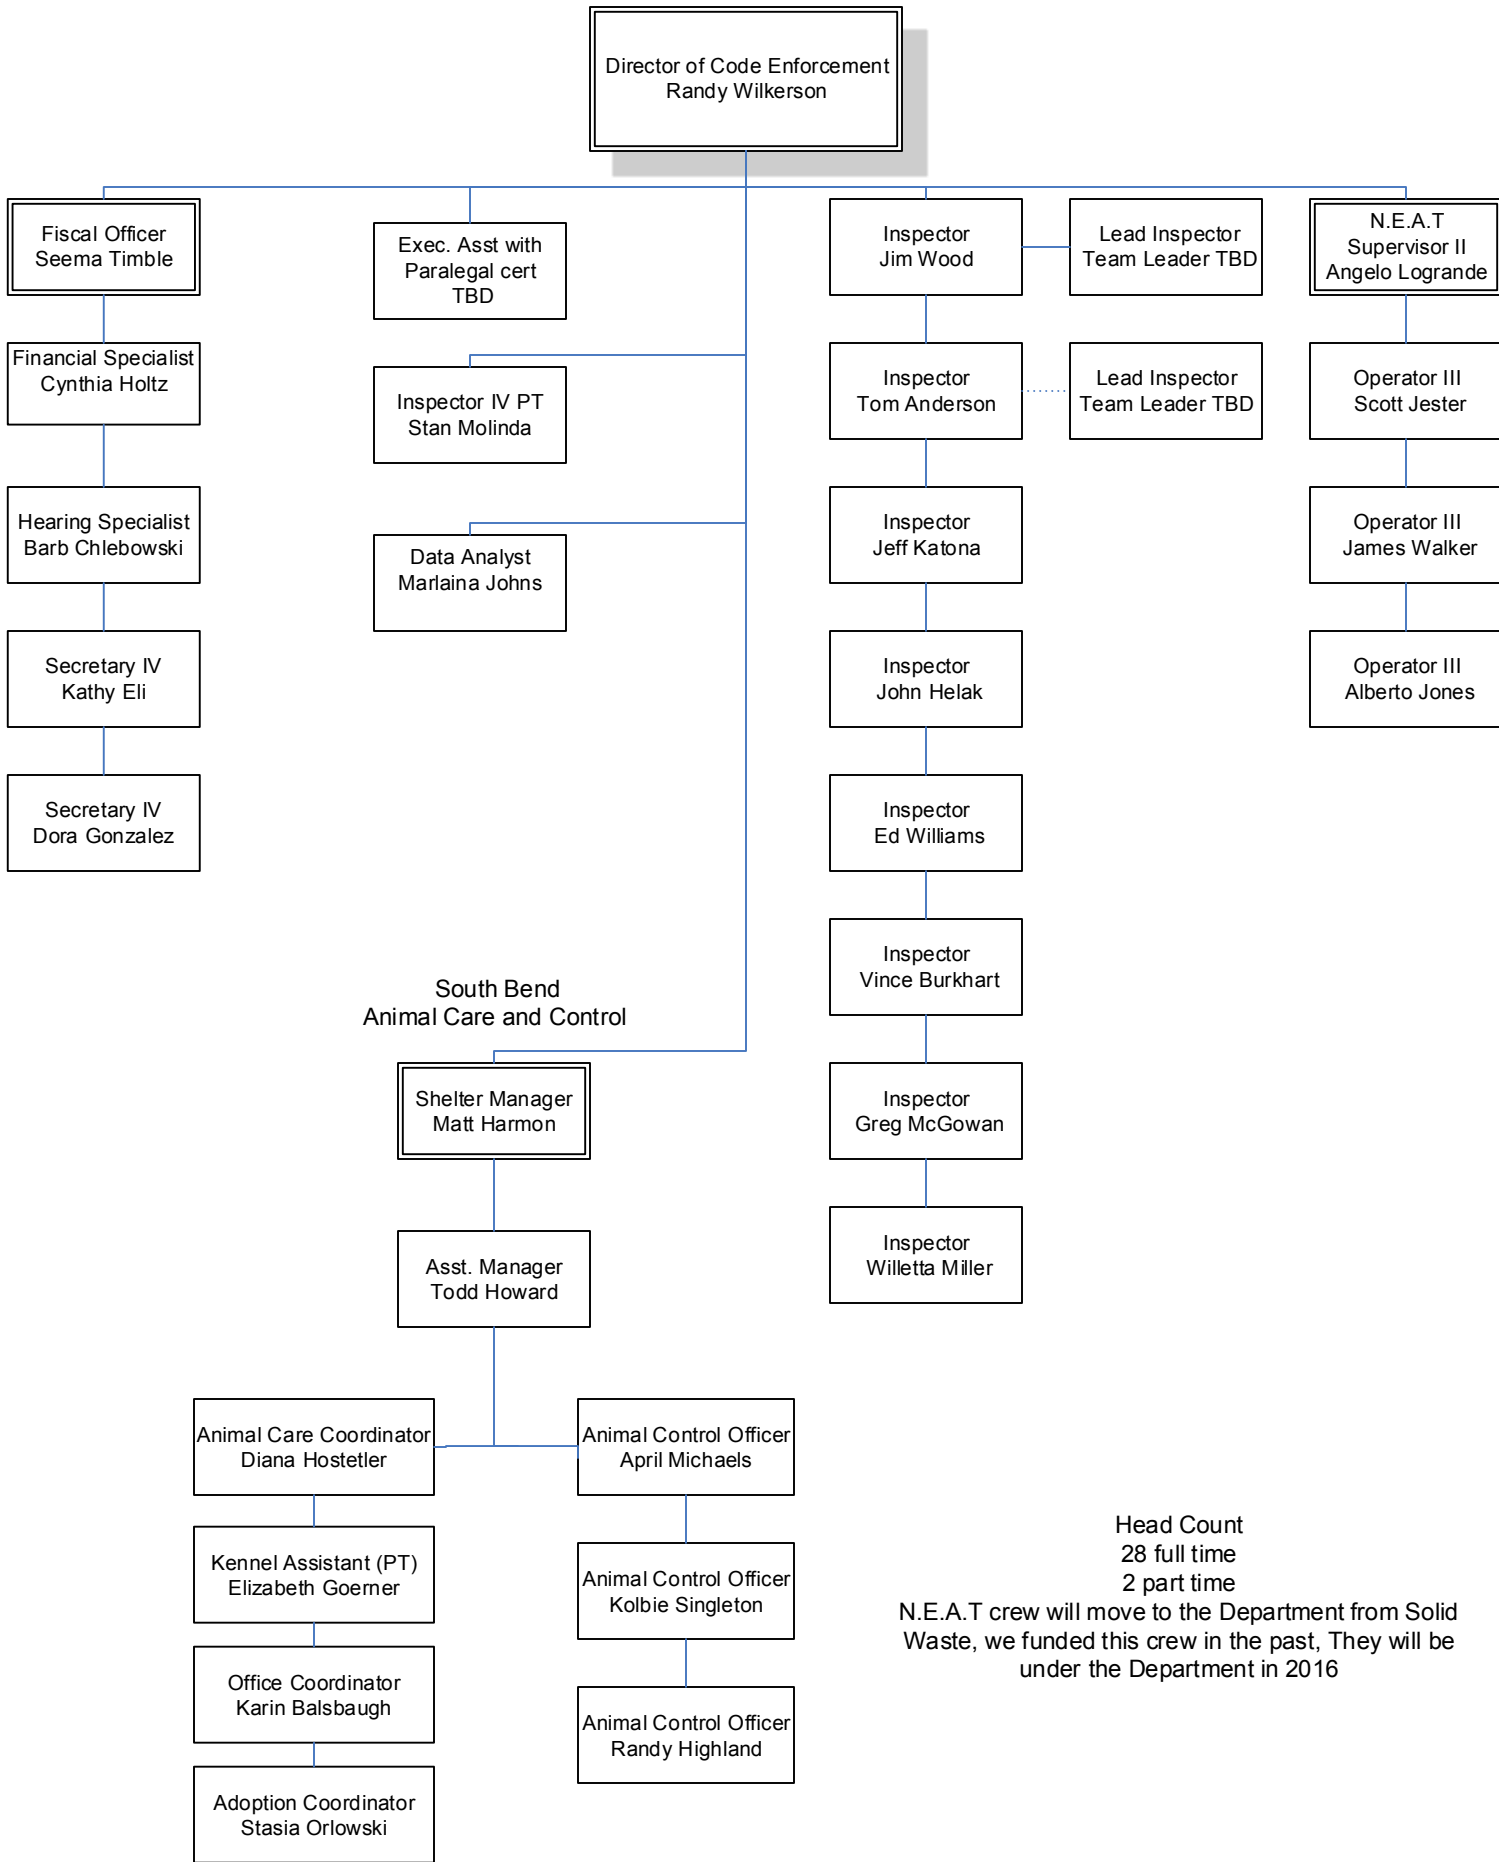 Director of Code Enforcement
Randy Wilkerson
Fiscal Officer
Seema Timble
Financial Specialist
Cynthia Holtz
Hearing Specialist
Barb Chlebowski
Secretary IV
Kathy Eli
Secretary IV
Dora Gonzalez
Exec. Asst with
Paralegal cert
TBD
Inspector IV PT
Stan Molinda
Data Analyst
Marlaina Johns
Inspector
Jim Wood
Lead Inspector
Team Leader TBD
Inspector
Tom Anderson
Lead Inspector
Team Leader TBD
Inspector
Jeff Katona
Inspector
John Helak
Inspector
Ed Williams
Inspector
Vince Burkhart
Inspector
Greg McGowan
Inspector
Willetta Miller
N.E.A.T
Supervisor II
Angelo Logrande
Operator III
Scott Jester
Operator III
James Walker
Operator III
Alberto Jones
South Bend
Animal Care and Control
Shelter Manager
Matt Harmon
Asst. Manager
Todd Howard
Animal Care Coordinator
Diana Hostetler
Kennel Assistant (PT)
Elizabeth Goerner
Office Coordinator
Karin Balsbaugh
Adoption Coordinator
Stasia Orlowski
Animal Control Officer
April Michaels
Animal Control Officer
Kolbie Singleton
Animal Control Officer
Randy Highland
Head Count
28 full time
2 part time
N.E.A.T crew will move to the Department from Solid
Waste, we funded this crew in the past, They will be
under the Department in 2016